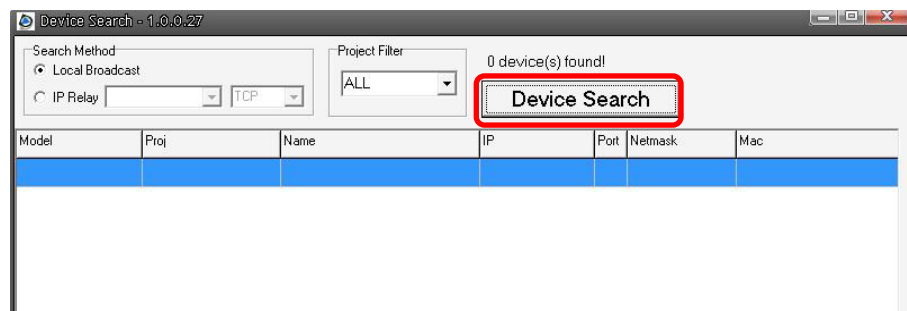 Device Search - 1.0.0.27
Search Method
Local Broadcast
IP Relay TCP
Project Filter
ALL
0 device(s) found!
Device Search
Model Proj Name IP Port Netmask Mac